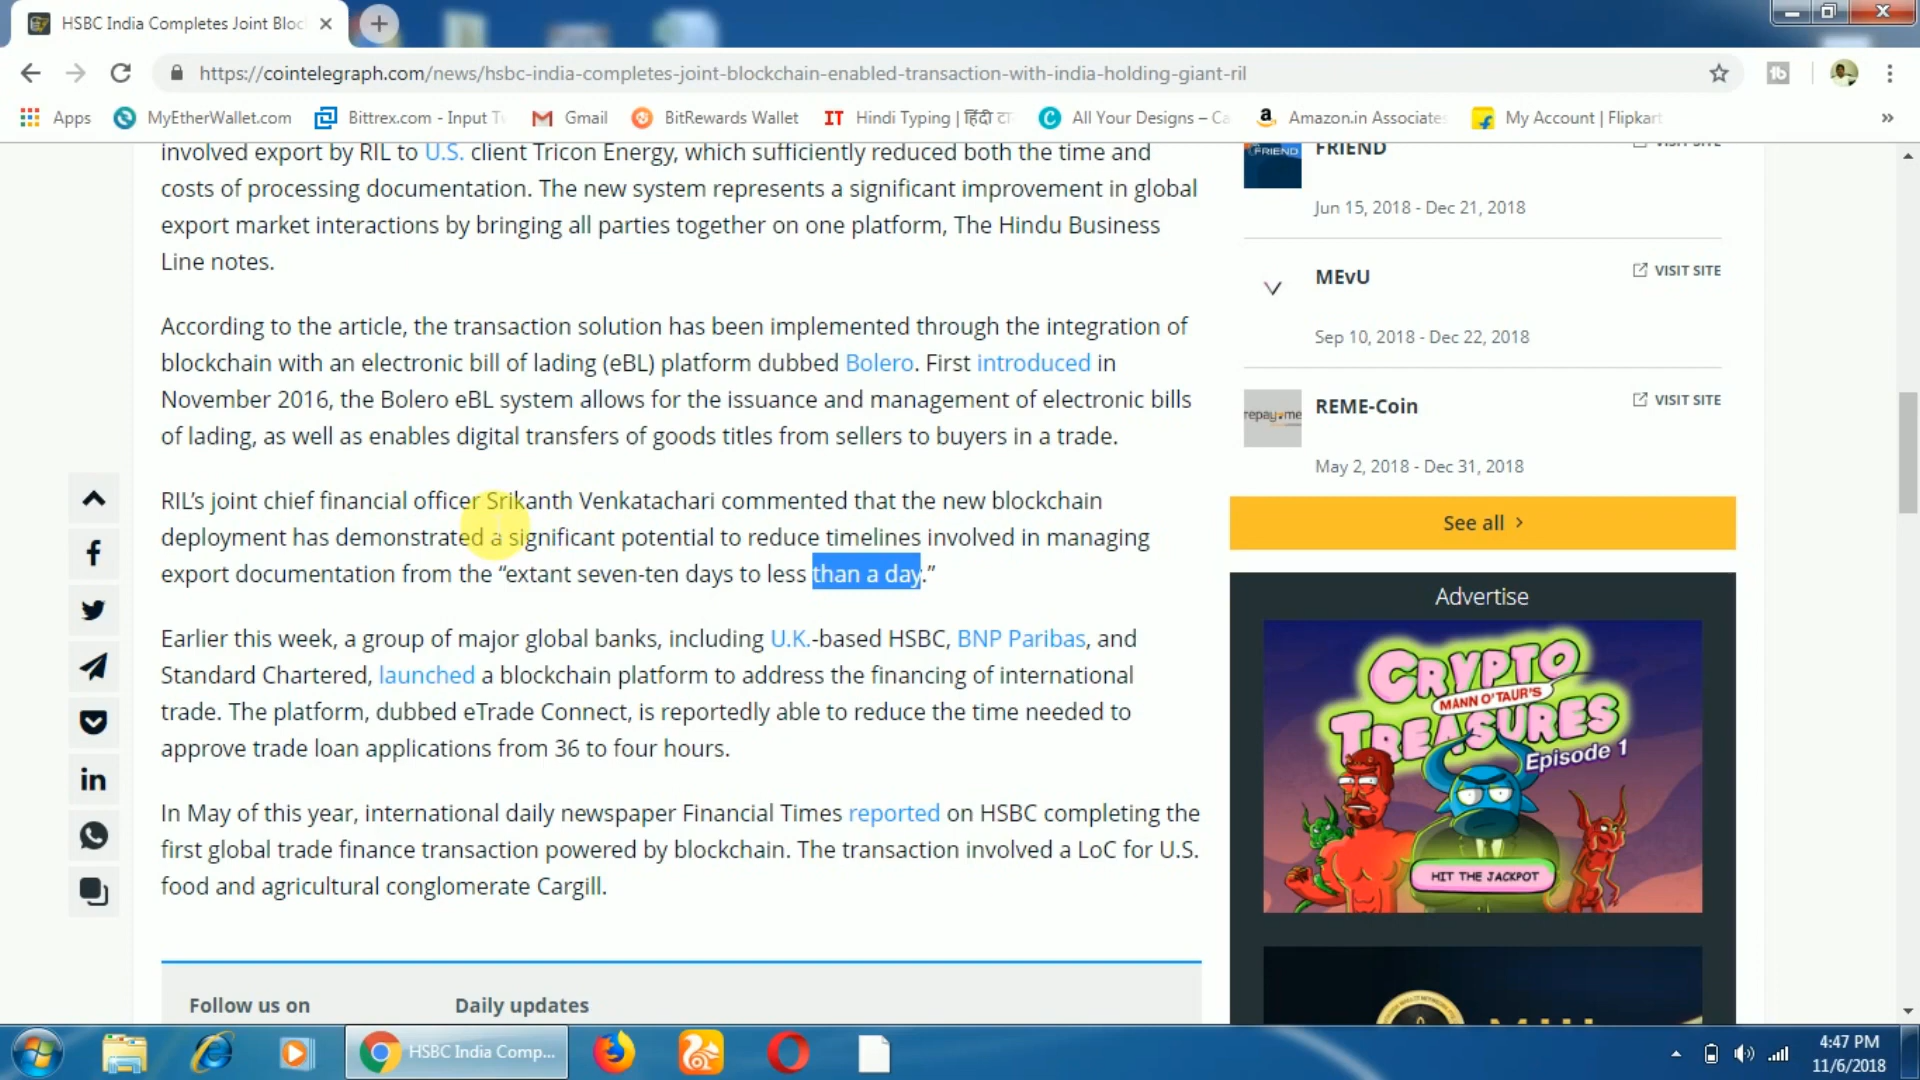 HSBC India Completes Joint Bloc
https://cointelegraph.com/news/hsbc-india-completes-joint-blockchain-enabled-transaction-with-india-holding-giant-ril
Apps MyEtherWallet.com Bittrex.com - Input T Gmail BitRewards Wallet IT Hindi Typing | हिंदी टा All Your Designs – Ca Amazon.in Associate My Account | Flipkart »
involved export by RIL to U.S. client Tricon Energy, which sufficiently reduced both the time and
costs of processing documentation. The new system represents a significant improvement in global
export market interactions by bringing all parties together on one platform, The Hindu Business
Line notes.
According to the article, the transaction solution has been implemented through the integration of
blockchain with an electronic bill of lading (eBL) platform dubbed Bolero. First introduced in
November 2016, the Bolero eBL system allows for the issuance and management of electronic bills
of lading, as well as enables digital transfers of goods titles from sellers to buyers in a trade.
RIL’s joint chief financial officer Srikanth Venkatachari commented that the new blockchain
deployment has demonstrated a significant potential to reduce timelines involved in managing
export documentation from the “extant seven-ten days to less than a day.”
Earlier this week, a group of major global banks, including U.K.-based HSBC, BNP Paribas, and
Standard Chartered, launched a blockchain platform to address the financing of international
trade. The platform, dubbed eTrade Connect, is reportedly able to reduce the time needed to
approve trade loan applications from 36 to four hours.
In May of this year, international daily newspaper Financial Times reported on HSBC completing the
first global trade finance transaction powered by blockchain. The transaction involved a LoC for U.S.
food and agricultural conglomerate Cargill.
Follow us on Daily updates
FRIEND FRIEND VISIT SITE
Jun 15, 2018 - Dec 21, 2018
MEvU VISIT SITE
Sep 10, 2018 - Dec 22, 2018
repay me REME-Coin VISIT SITE
May 2, 2018 - Dec 31, 2018
See all
Advertise
CRYPTO
MANN O'TAUR'S
TREASURES
Episode 1
HIT THE JACKPOT
HSBC India Comp...
4:47 PM
11/6/2018